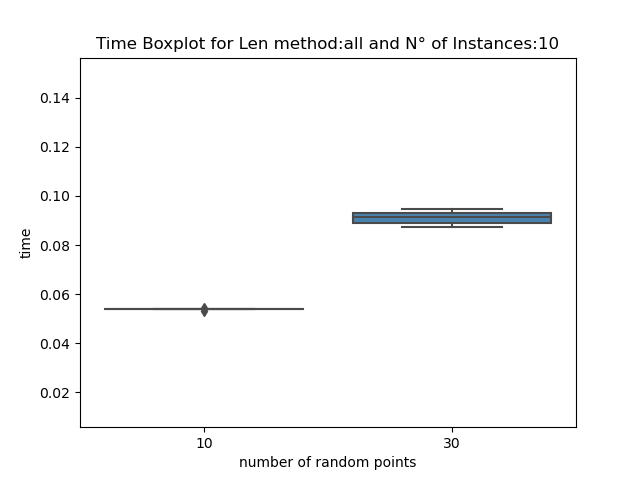 Time Boxplot for Len method:all and N° of Instances:10
0.14
0.12
0.10
0.08
0.06
0.04
0.02
time
10 30
number of random points